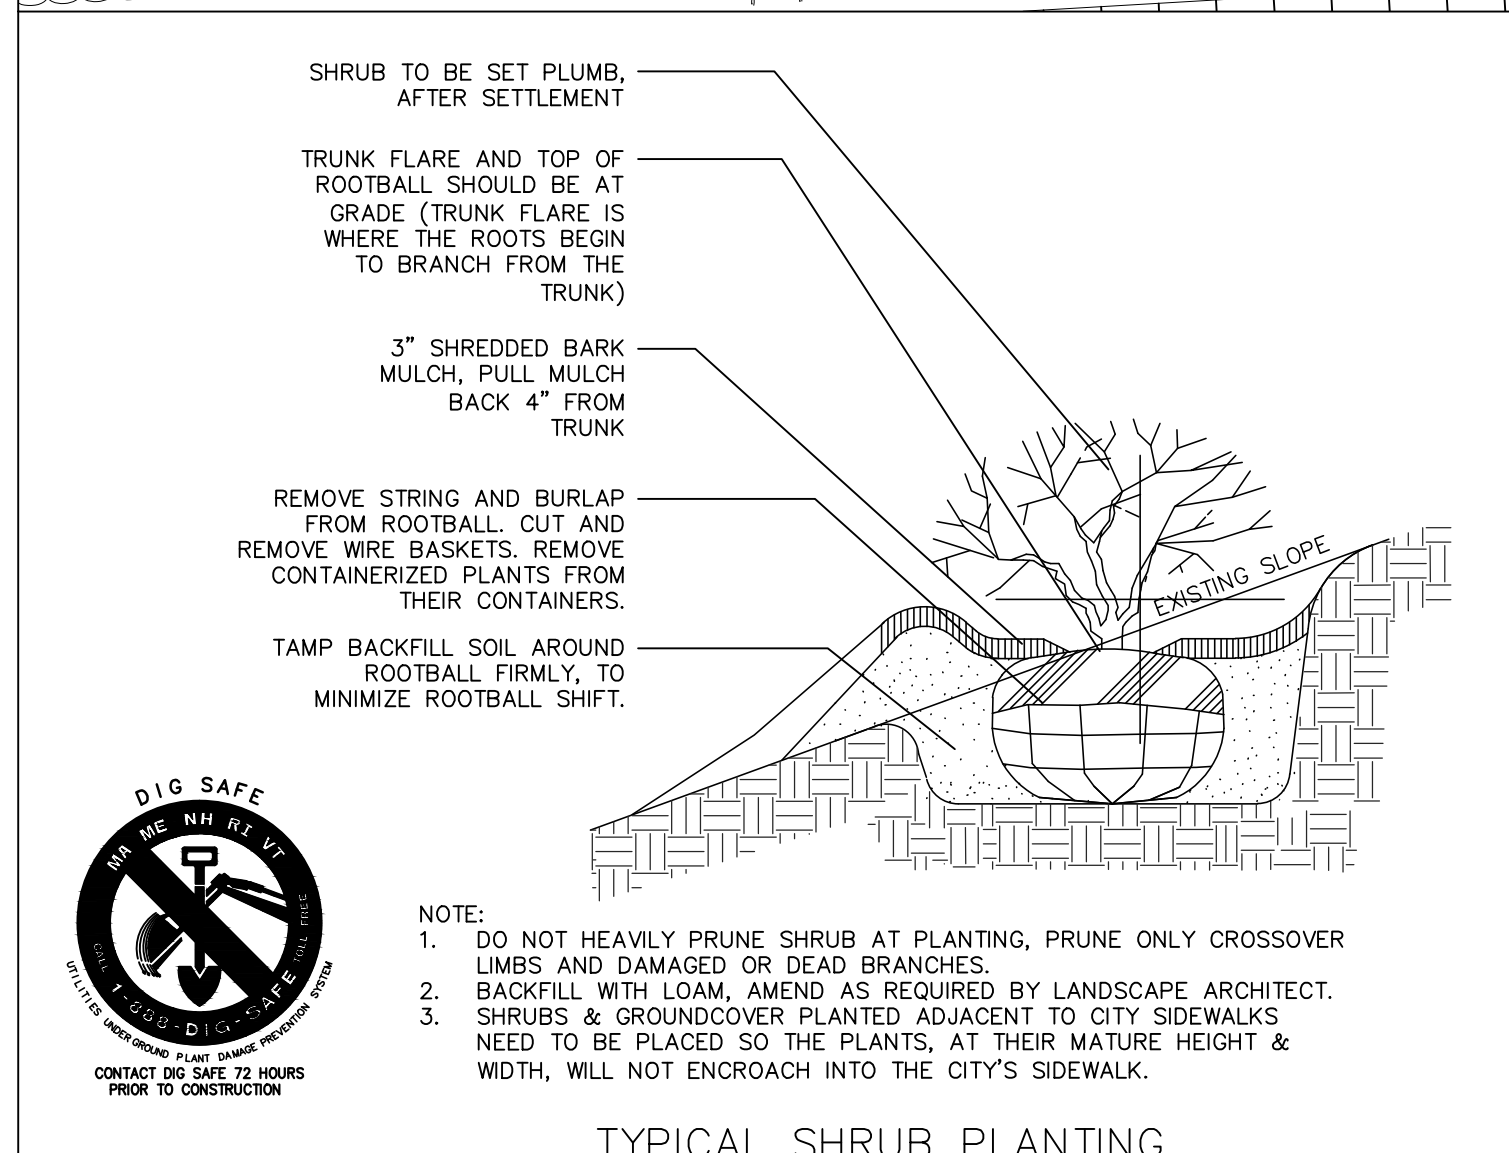 SHRUB TO BE SET PLUMB,
AFTER SETTLEMENT
TRUNK FLARE AND TOP OF
ROOTBALL SHOULD BE AT
GRADE (TRUNK FLARE IS
WHERE THE ROOTS BEGIN
TO BRANCH FROM THE
TRUNK)
3" SHREDDED BARK
MULCH, PULL MULCH
BACK 4" FROM
TRUNK
REMOVE STRING AND BURLAP
FROM ROOTBALL. CUT AND
REMOVE WIRE BASKETS. REMOVE
CONTAINERIZED PLANTS FROM
THEIR CONTAINERS.
TAMP BACKFILL SOIL AROUND
ROOTBALL FIRMLY, TO
MINIMIZE ROOTBALL SHIFT.
EXISTING SLOPE
DIG SAFE
MA ME NH RI VT
CALL 1-888-DIG-SAFE TOLL FREE
UTILITIES UNDERGROUND PLANT DAMAGE PREVENTION SYSTEM
CONTACT DIG SAFE 72 HOURS
PRIOR TO CONSTRUCTION
NOTE:
1. DO NOT HEAVILY PRUNE SHRUB AT PLANTING, PRUNE ONLY CROSSOVER
LIMBS AND DAMAGED OR DEAD BRANCHES.
2. BACKFILL WITH LOAM, AMEND AS REQUIRED BY LANDSCAPE ARCHITECT.
3. SHRUBS & GROUNDCOVER PLANTED ADJACENT TO CITY SIDEWALKS
NEED TO BE PLACED SO THE PLANTS, AT THEIR MATURE HEIGHT &
WIDTH, WILL NOT ENCROACH INTO THE CITY'S SIDEWALK.
TYPICAL SHRUB PLANTING